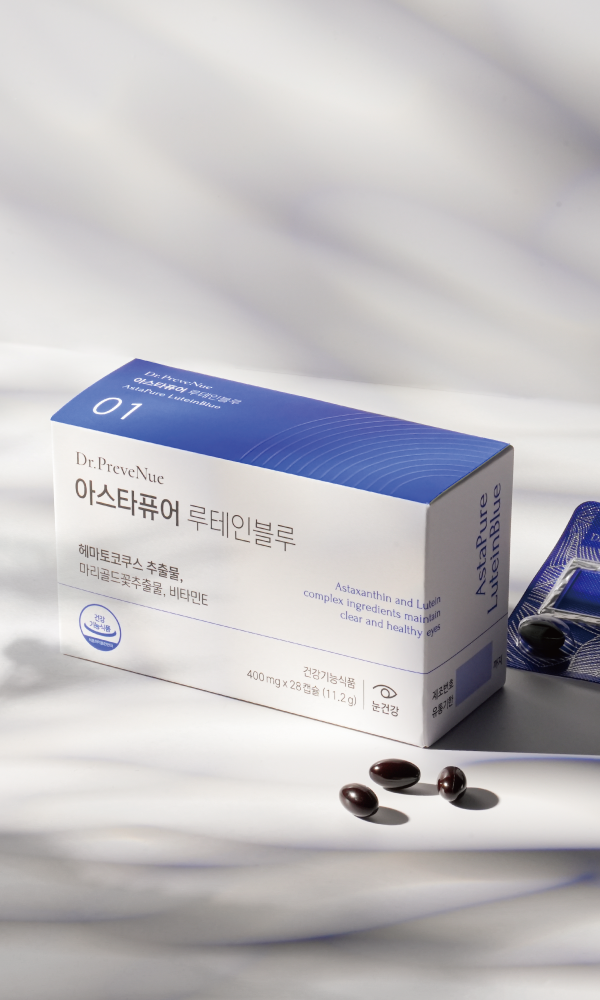 Dr.PreveNue
아스타퓨어 루테인블루
AstaPure LuteinBlue
01
Dr.PreveNue
아스타퓨어 루테인블루
헤마토코쿠스 추출물,
마리골드꽃추출물, 비타민E
Astaxanthin and Lutein
complex ingredients maintain
clear and healthy eyes
건강
기능식품
건강기능식품
400 mg x 28캡슐 (11.2 g)
눈건강
AstaPure
LuteinBlue
제조번호
유통기한